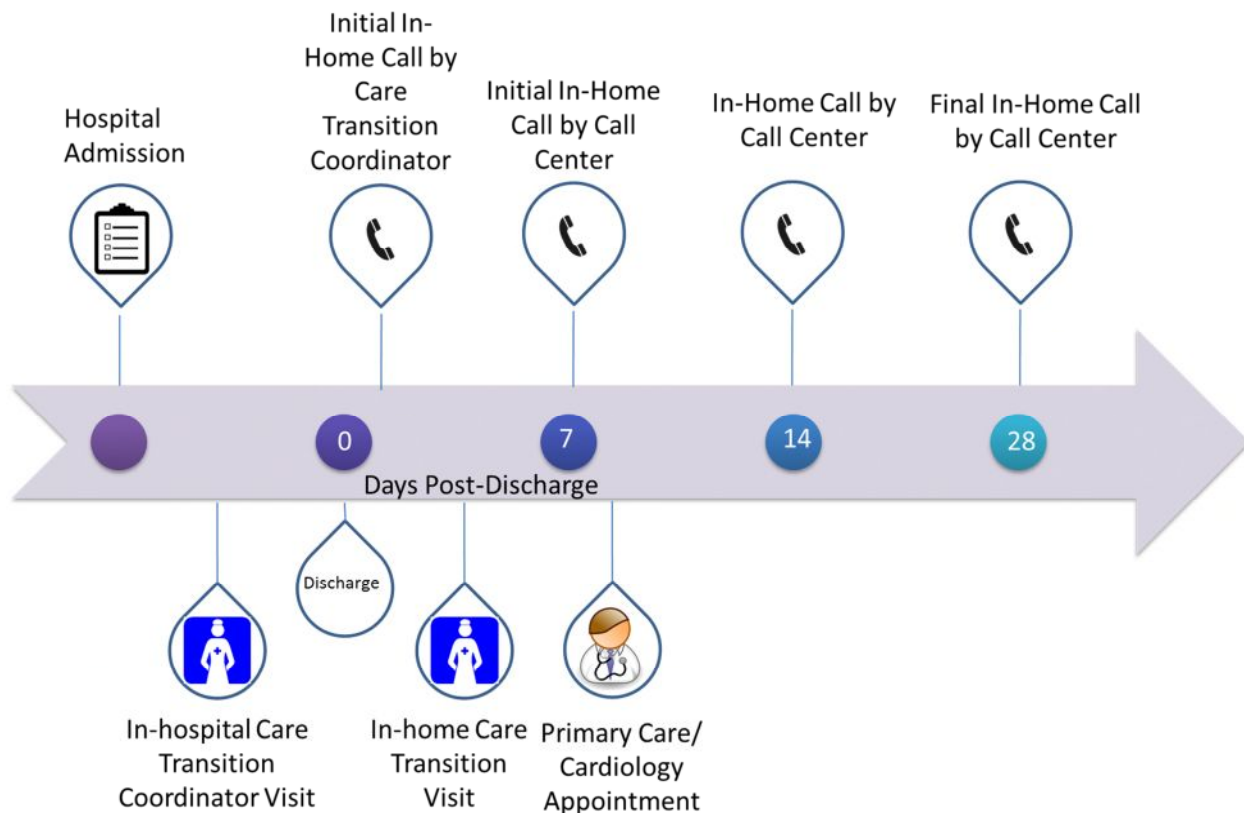 Hospital
Admission
Initial In-
Home Call by
Care
Transition
Coordinator
Initial In-Home
Call by Call
Center
In-Home Call by
Call Center
Final In-Home Call
by Call Center
0
7
14
28
Days Post-Discharge
Discharge
In-hospital Care
Transition
Coordinator Visit
In-home Care
Transition
Visit
Primary Care/
Cardiology
Appointment